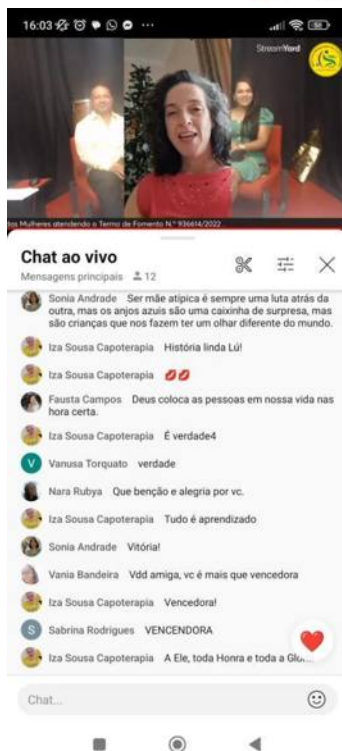 16:03
50
StreamYard
dos Mulheres atendendo o Termo de Fomento N.° 936614/2022
Chat ao vivo
Mensagens principais 12
Sonia Andrade Ser mãe atípica é sempre uma luta atrás da
outra, mas os anjos azuis são uma caixinha de surpresa, mas
são crianças que nos fazem ter um olhar diferente do mundo.
Iza Sousa Capoterapia História linda Lú!
Iza Sousa Capoterapia 💋💋
Fausta Campos Deus coloca as pessoas em nossa vida nas
hora certa.
Iza Sousa Capoterapia É verdade4
V Vanusa Torquato verdade
Nara Rubya Que benção e alegria por vc.
Iza Sousa Capoterapia Tudo é aprendizado
Sonia Andrade Vitória!
Vania Bandeira Vdd amiga, vc é mais que vencedora
Iza Sousa Capoterapia Vencedora!
S Sabrina Rodrigues VENCENDORA
Iza Sousa Capoterapia A Ele, toda Honra e toda a
Chat...